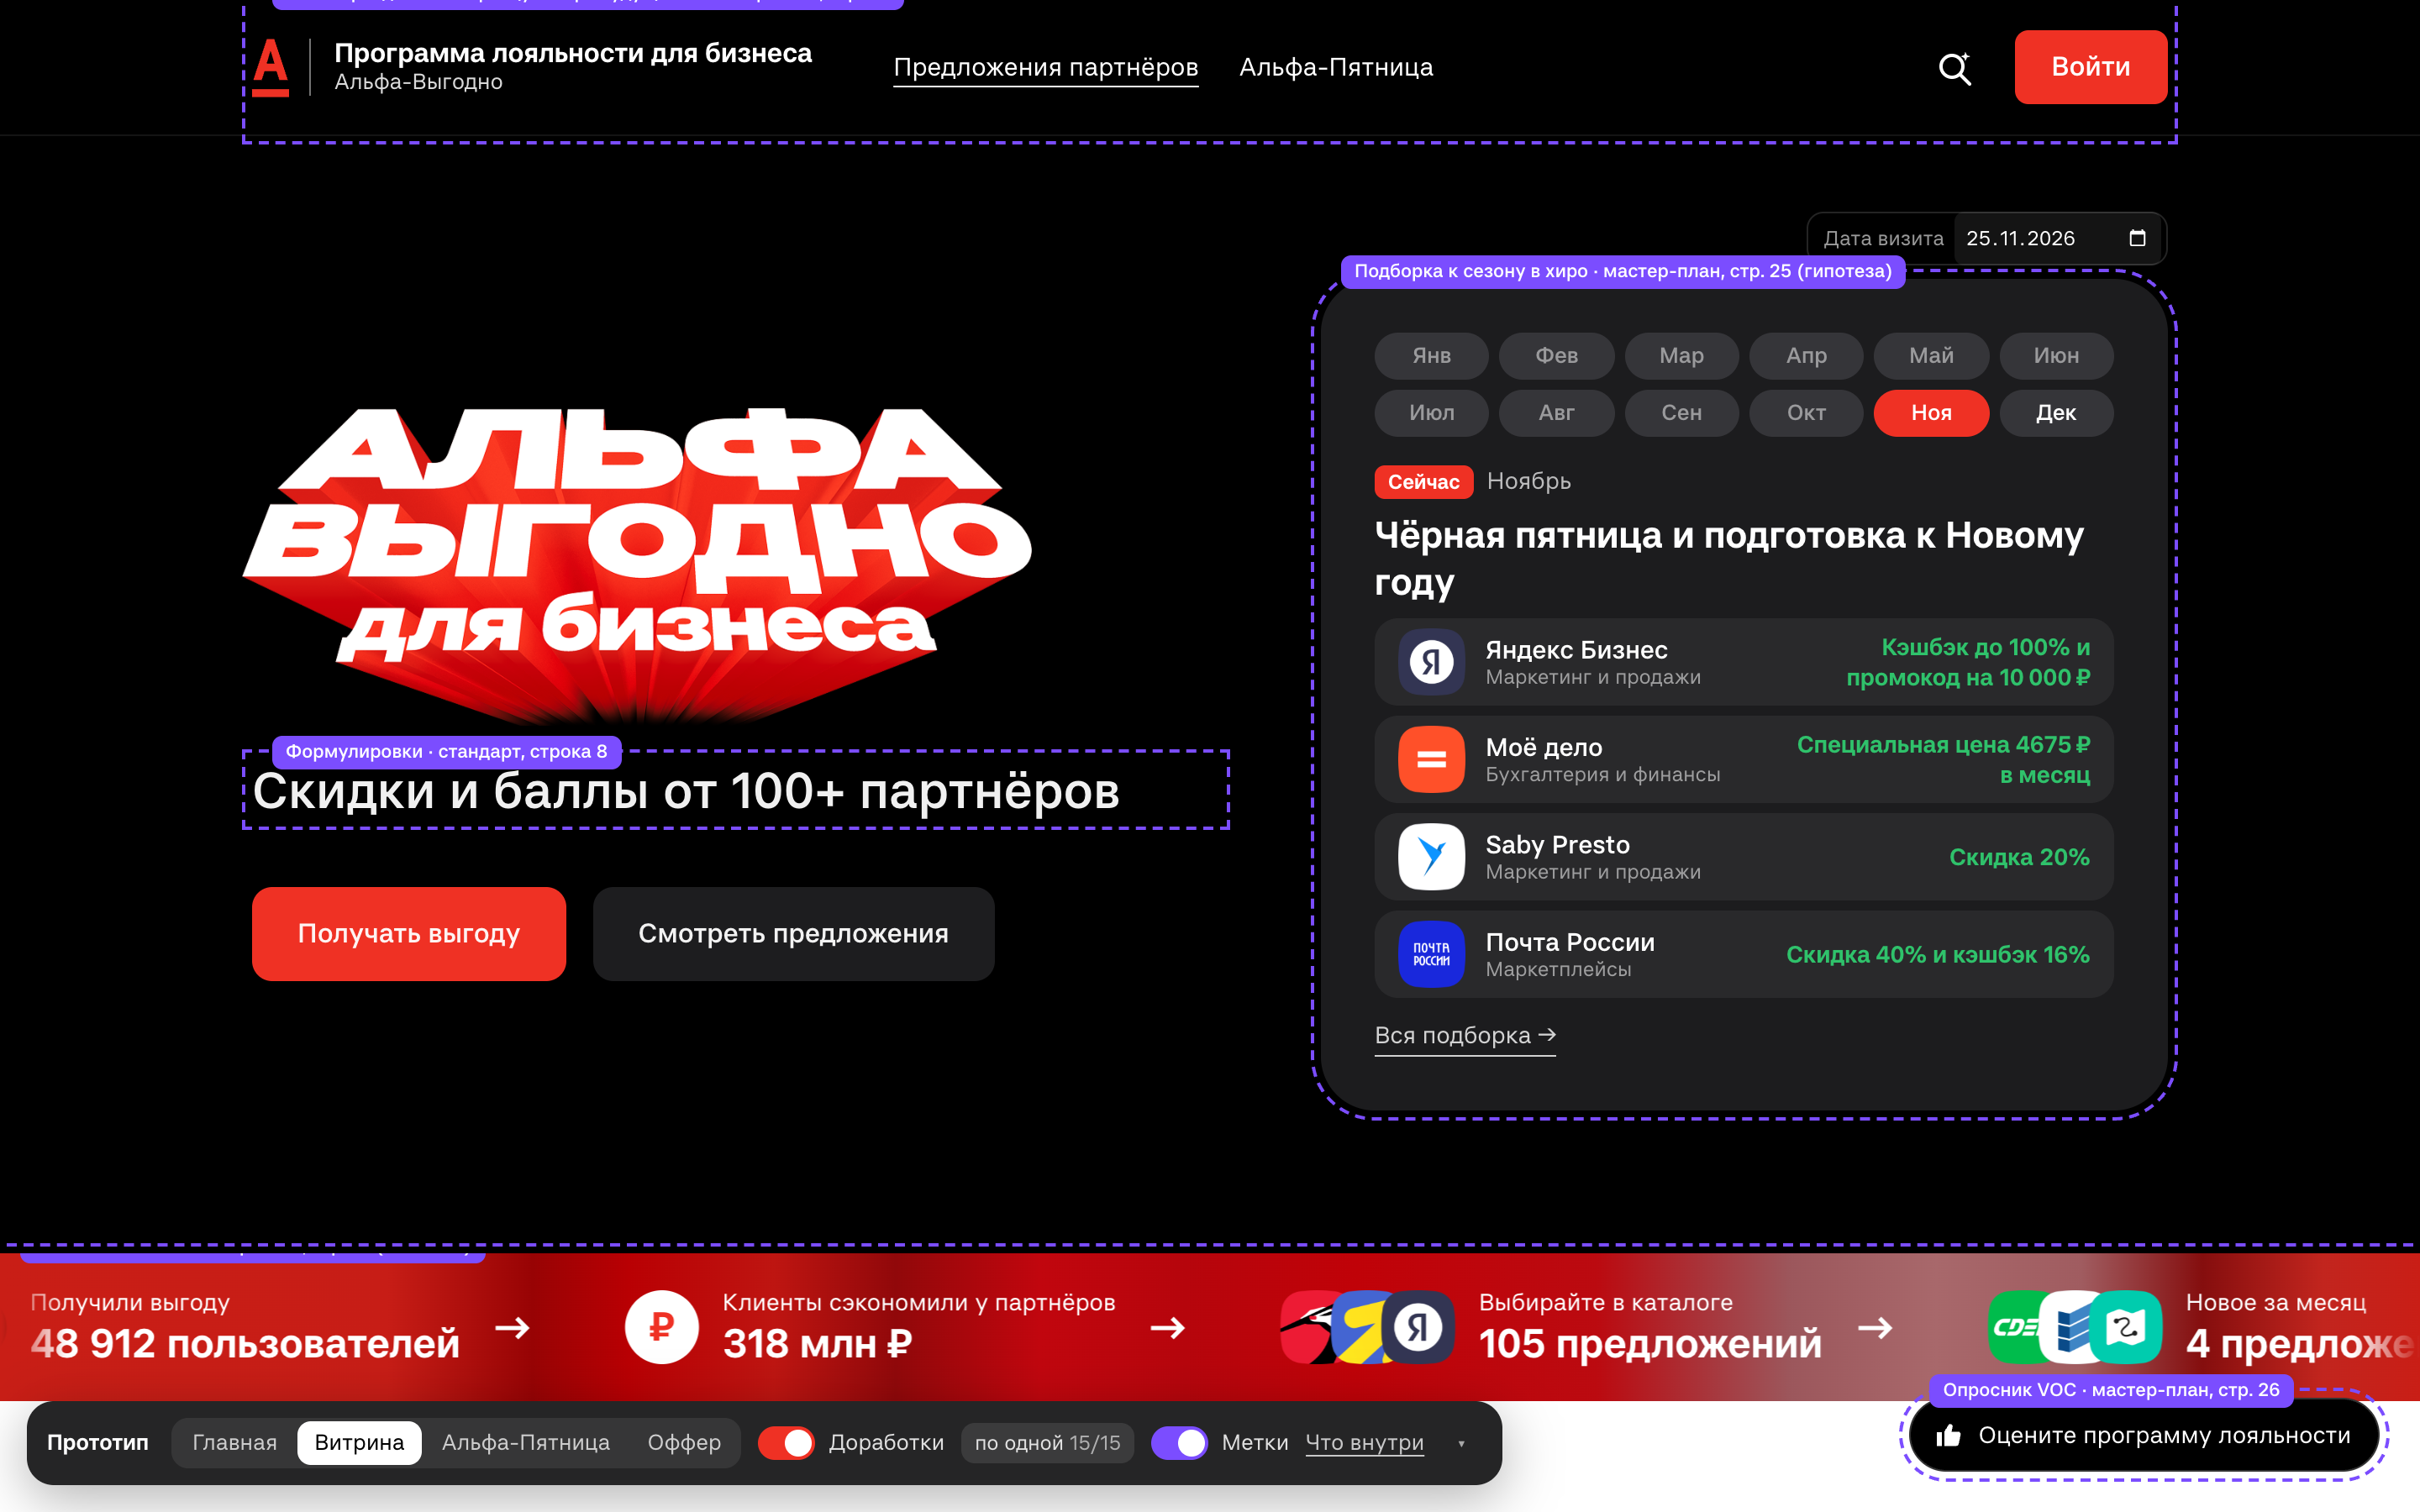 Программа лояльности для бизнеса
Альфа-Выгодно
Предложения партнёров
Альфа-Пятница
Войти
Дата визита 25.11.2026
Подборка к сезону в хиро · мастер-план, стр. 25 (гипотеза)
Янв Фев Мар Апр Май Июн
Июл Авг Сен Окт Ноя Дек
Сейчас Ноябрь
Чёрная пятница и подготовка к Новому
году
Яндекс Бизнес
Маркетинг и продажи
Кэшбэк до 100% и
промокод на 10 000 ₽
Моё дело
Бухгалтерия и финансы
Специальная цена 4675 ₽
в месяц
Saby Presto
Маркетинг и продажи
Скидка 20%
ПОЧТА
РОССИИ
Почта России
Маркетплейсы
Скидка 40% и кэшбэк 16%
Вся подборка →
АЛЬФА
ВЫГОДНО
для бизнеса
Формулировки · стандарт, строка 8
Скидки и баллы от 100+ партнёров
Получать выгоду
Смотреть предложения
Получили выгоду
48 912 пользователей →
₽
Клиенты сэкономили у партнёров
318 млн ₽ →
Я
Выбирайте в каталоге
105 предложений →
Новое за месяц
4 предложе
Опросник VOC · мастер-план, стр. 26
Оцените программу лояльности
Прототип Главная Витрина Альфа-Пятница Оффер Доработки по одной 15/15 Метки Что внутри ▾